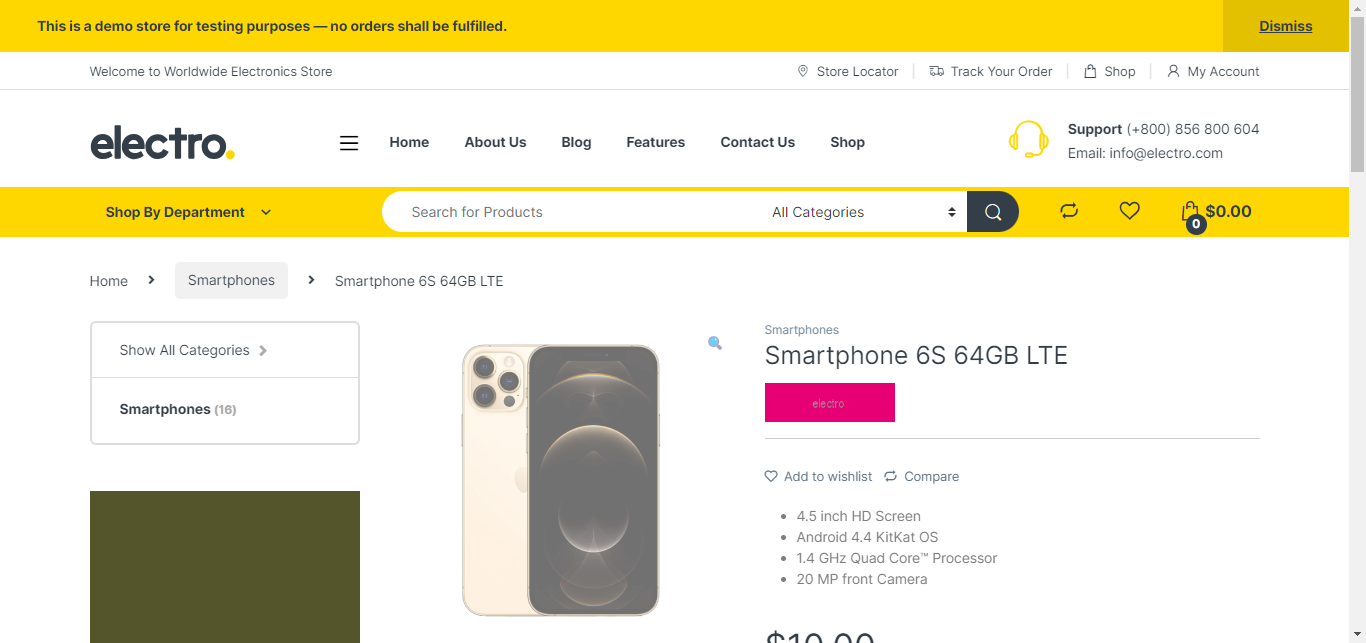 This is a demo store for testing purposes — no orders shall be fulfilled.
Dismiss
Welcome to Worldwide Electronics Store
Store Locator
Track Your Order
Shop
My Account
electro.
Home
About Us
Blog
Features
Contact Us
Shop
Support (+800) 856 800 604
Email: info@electro.com
Shop By Department
Search for Products
All Categories
0
$0.00
Home
Smartphones
Smartphone 6S 64GB LTE
Show All Categories
Smartphones (16)
Smartphones
Smartphone 6S 64GB LTE
electro
Add to wishlist
Compare
4.5 inch HD Screen
Android 4.4 KitKat OS
1.4 GHz Quad Core™ Processor
20 MP front Camera